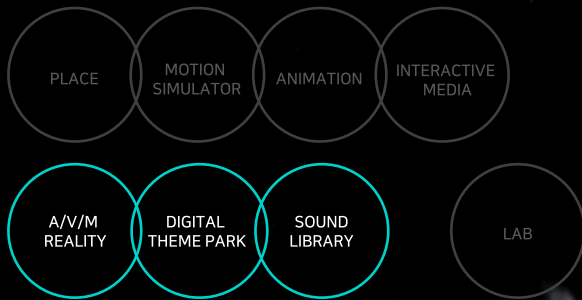 PLACE
MOTION
SIMULATOR
ANIMATION
INTERACTIVE
MEDIA
A/V/M
REALITY
DIGITAL
THEME PARK
SOUND
LIBRARY
LAB